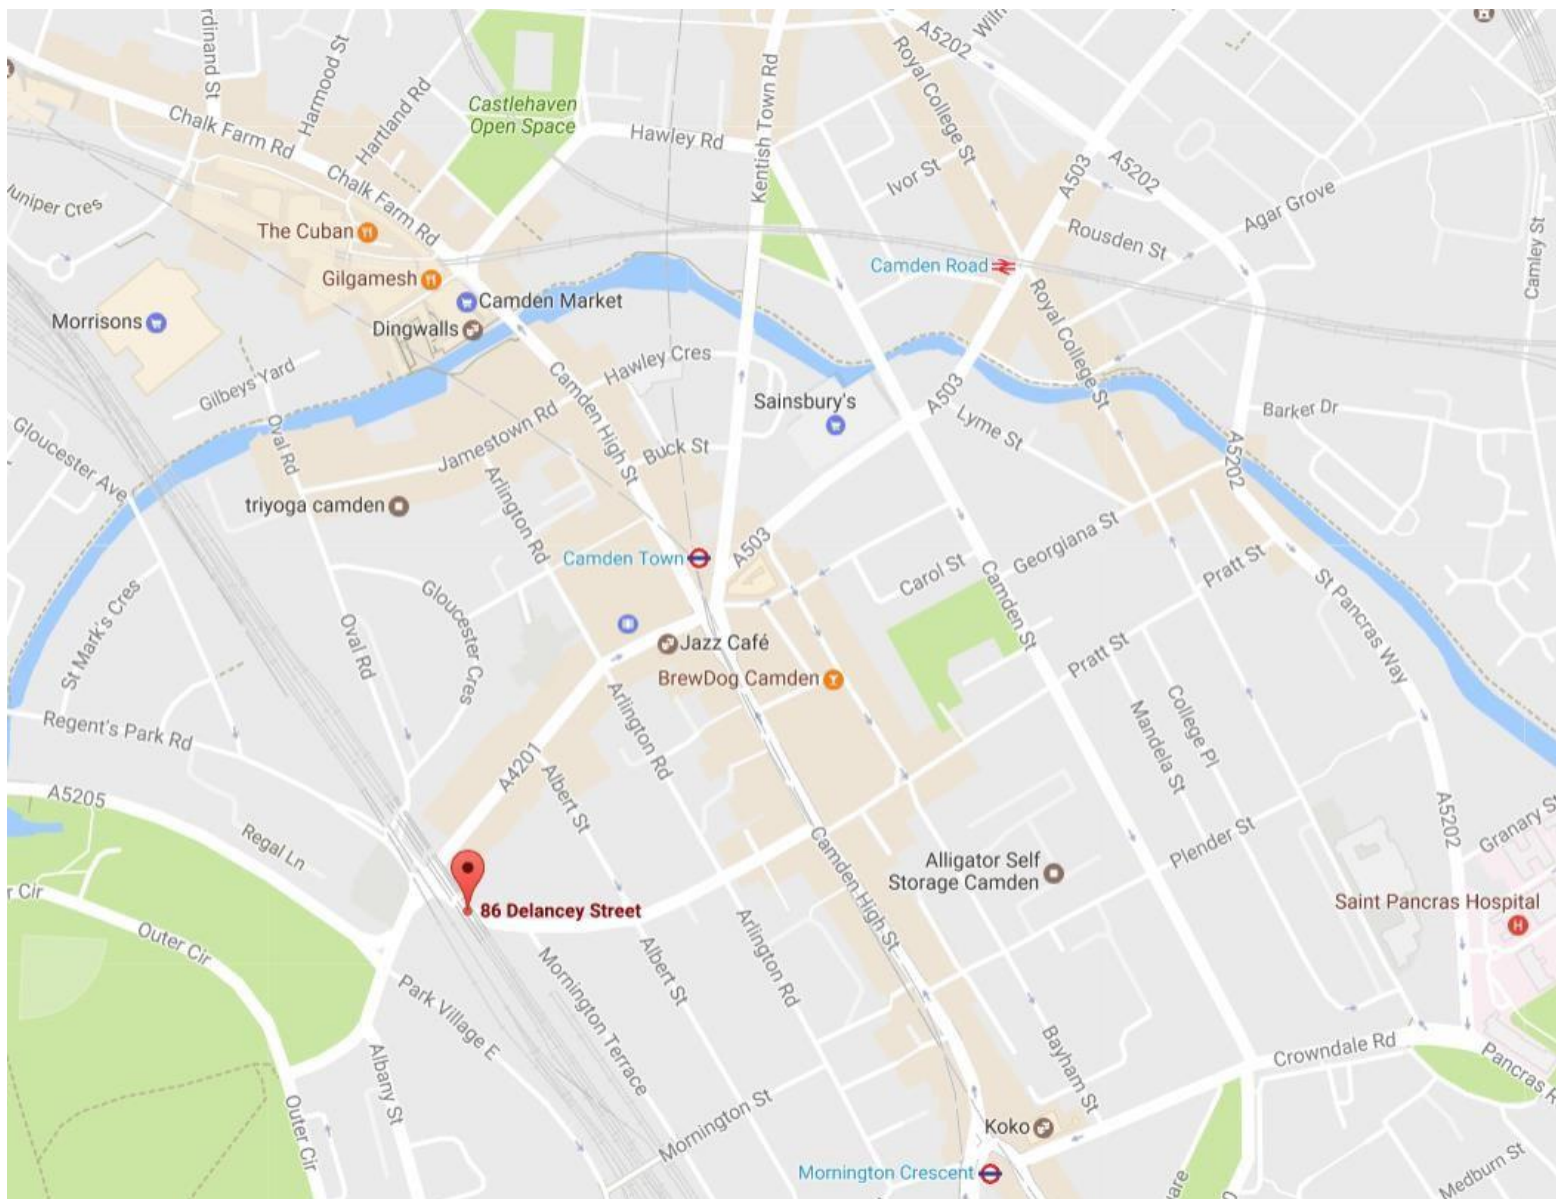 rdinand St
Harmood St
Hartland Rd
Castlehaven
Open Space
Hawley Rd
Kentish Town Rd
Royal College St
A5202
Chalk Farm Rd
Chalk Farm Rd
Ivor St
A503
A5202
Agar Grove
Camley St
Juniper Cres
The Cuban
Rousden St
Gilgamesh
Camden Road
Camden Market
Morrisons
Dingwalls
Royal College St
Gilbeys Yard
Hawley Cres
Camden High St
Sainsbury's
A503
Lyme St
Barker Dr
Gloucester Ave
Oval Rd
Jamestown Rd
Buck St
A5202
triyoga camden
Arlington Rd
Camden Town
A503
Carol St
Georgiana St
Pratt St
St Pancras Way
St Mark's Cres
Gloucester Cres
Oval Rd
Camden St
Jazz Café
Pratt St
BrewDog Camden
Arlington Rd
College Pl
Mandela St
Regent's Park Rd
A4201
Albert St
A5205
Regal Ln
Camden High St
Plender St
A5202
Granary St
Alligator Self
Storage Camden
r Cir
86 Delancey Street
Saint Pancras Hospital
Outer Cir
Albert St
Arlington Rd
Park Village E
Mornington Terrace
Bayham St
Crowndale Rd
Pancras R
Albany St
Outer Cir
Mornington St
Koko
Mornington Crescent
Medburn St